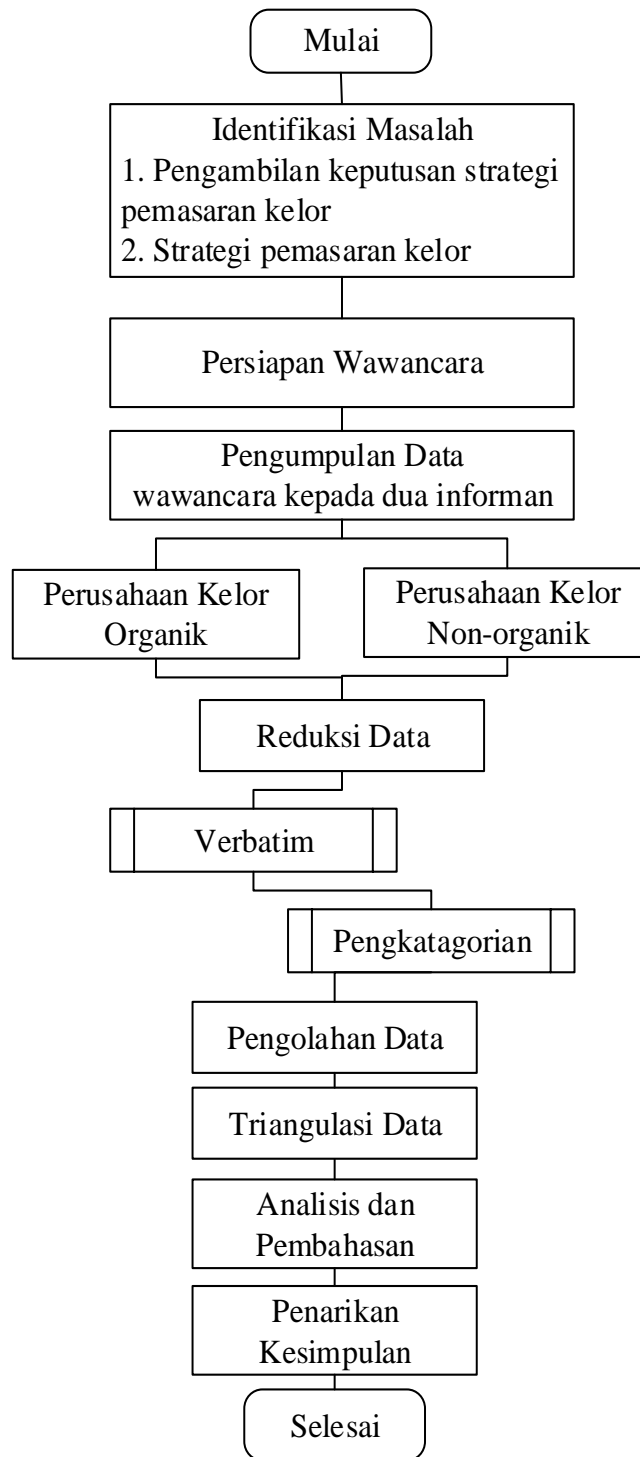 Mulai
Identifikasi Masalah
1. Pengambilan keputusan strategi
pemasaran kelor
2. Strategi pemasaran kelor
Persiapan Wawancara
Pengumpulan Data
wawancara kepada dua informan
Perusahaan Kelor
Organik
Perusahaan Kelor
Non-organik
Reduksi Data
Verbatim
Pengkatagorian
Pengolahan Data
Triangulasi Data
Analisis dan
Pembahasan
Penarikan
Kesimpulan
Selesai